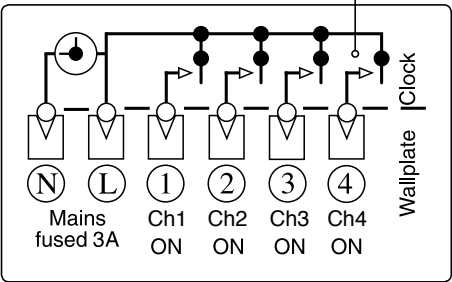 Clock
Wallplate
N L 1 2 3 4
Mains Ch1 Ch2 Ch3 Ch4
fused 3A ON ON ON ON